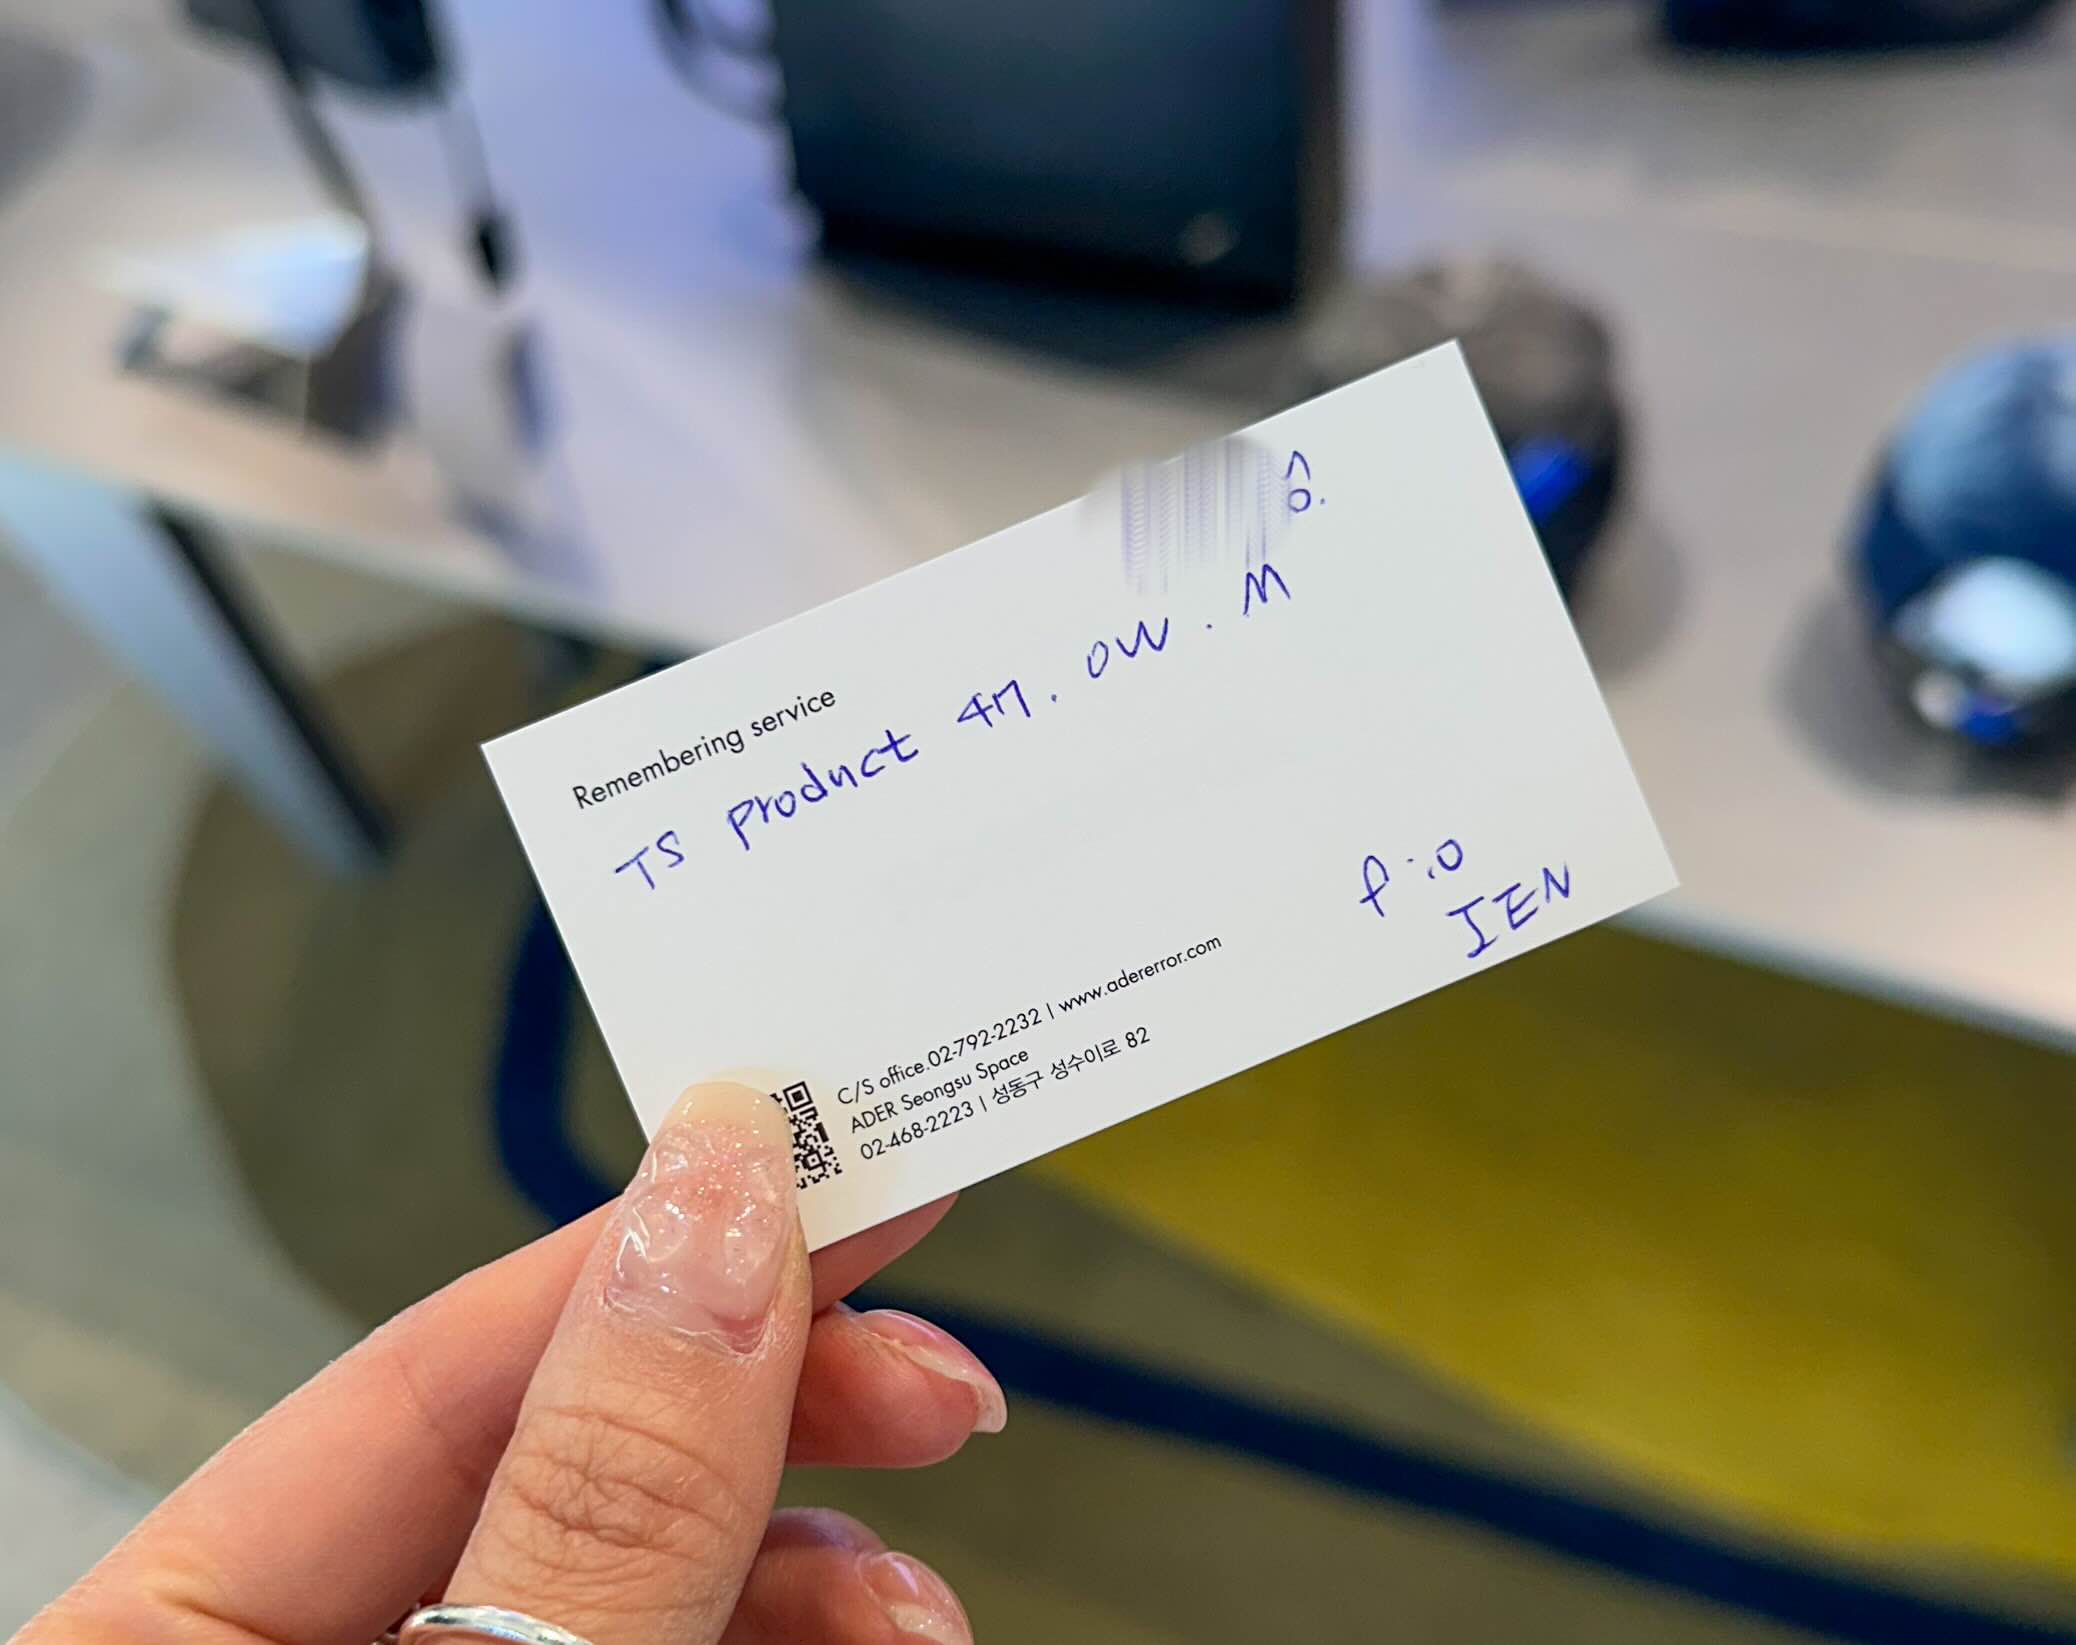 Remembering service
TS product 47. OW. M
IEN
C/S office.02-792-2232 | www.adererror.com
ADER Seongsu Space
02-468-2223 | 성동구 성수이로 82